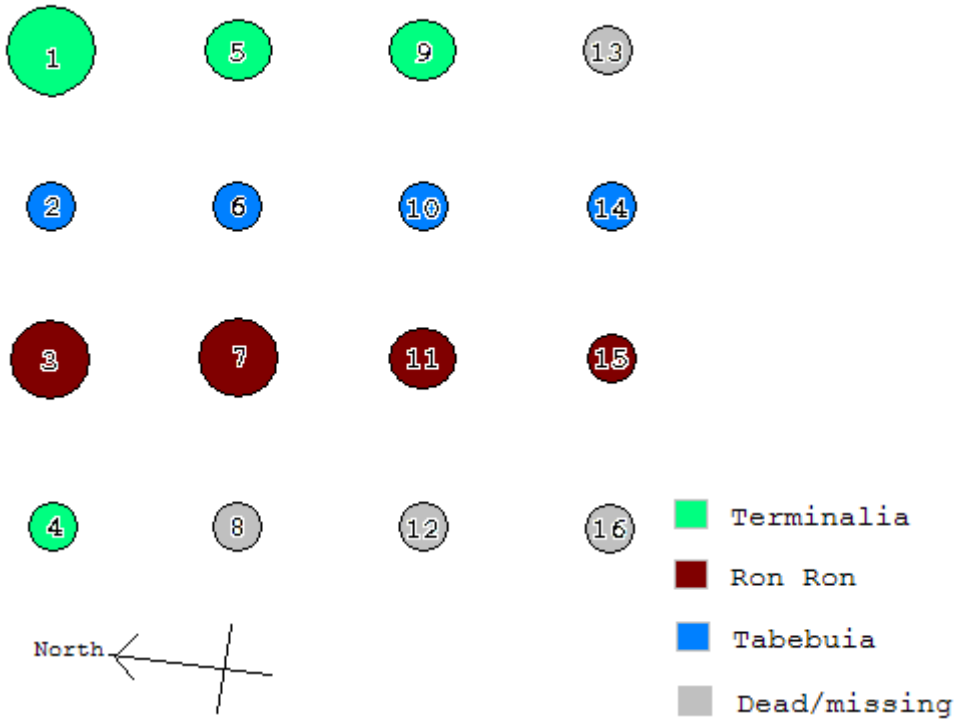 1 5 9 13
2 6 10 14
3 7 11 15
4 8 12 16
Terminalia
Ron Ron
Tabebuia
North
Dead/missing